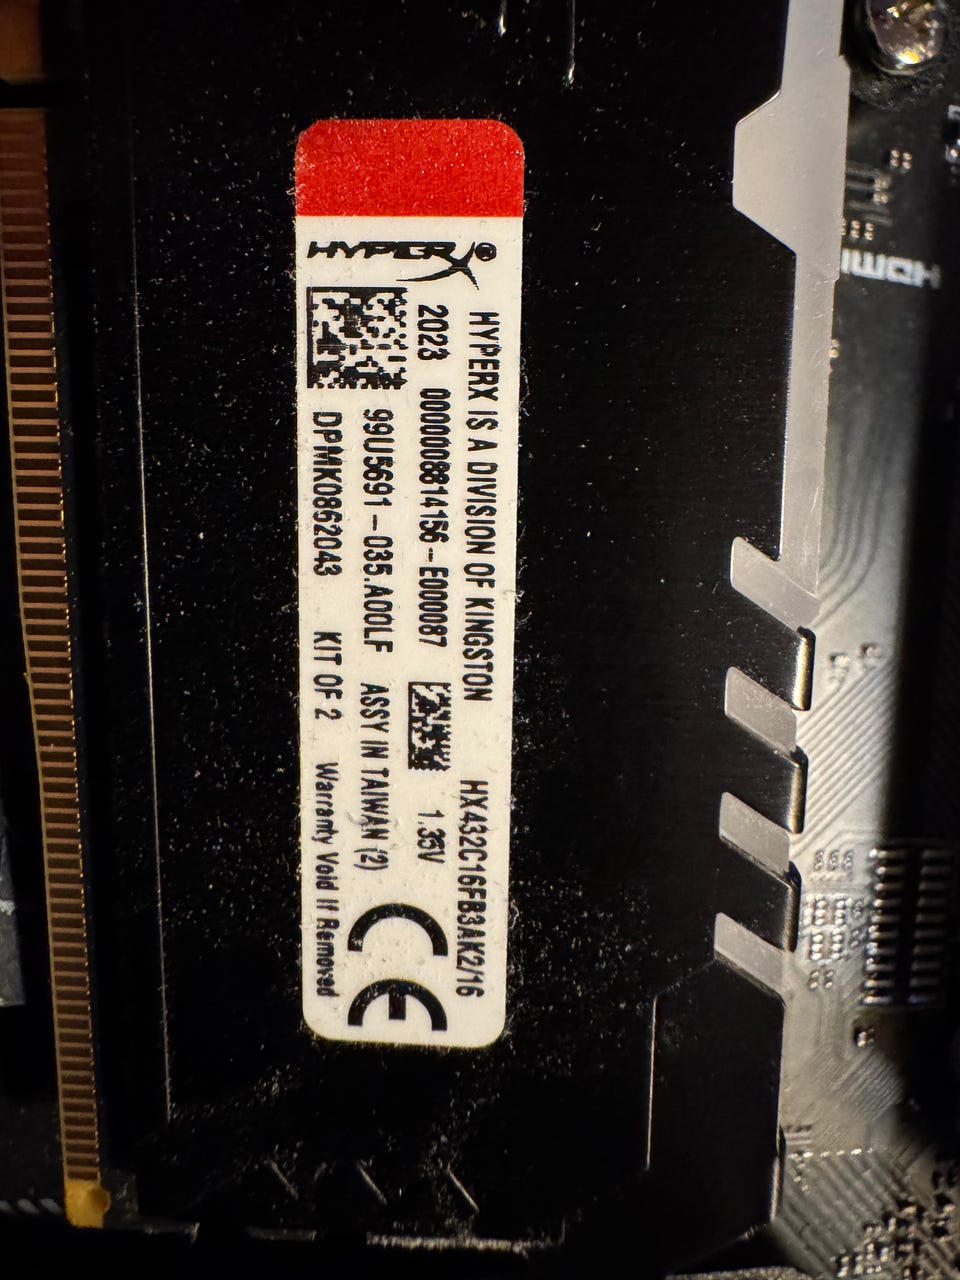 HYPERX®
HYPERX IS A DIVISION OF KINGSTON HX432C16FB3AK2/16
2023 0000008814156-E000087 1.35V
99U5691-035.A00LF ASSY IN TAIWAN (2)
DPMK0862043 KIT OF 2 Warranty Void If Removed
CE
HDMI